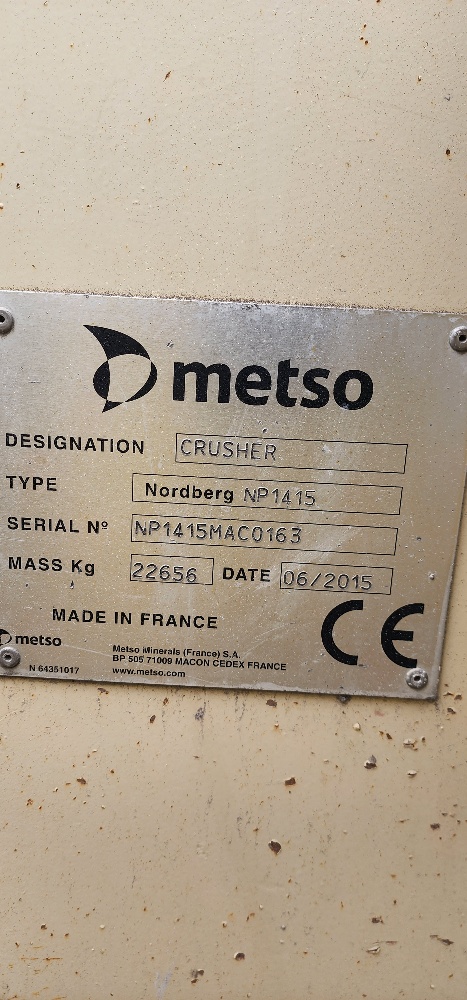 metso
DESIGNATION CRUSHER
TYPE Nordberg NP1415
SERIAL Nº NP1415MAC0163
MASS Kg 22656 DATE 06/2015
MADE IN FRANCE CE
metso
Metso Minerals (France) S.A.
BP 505 71009 MACON CEDEX FRANCE
N 64351017 www.metso.com